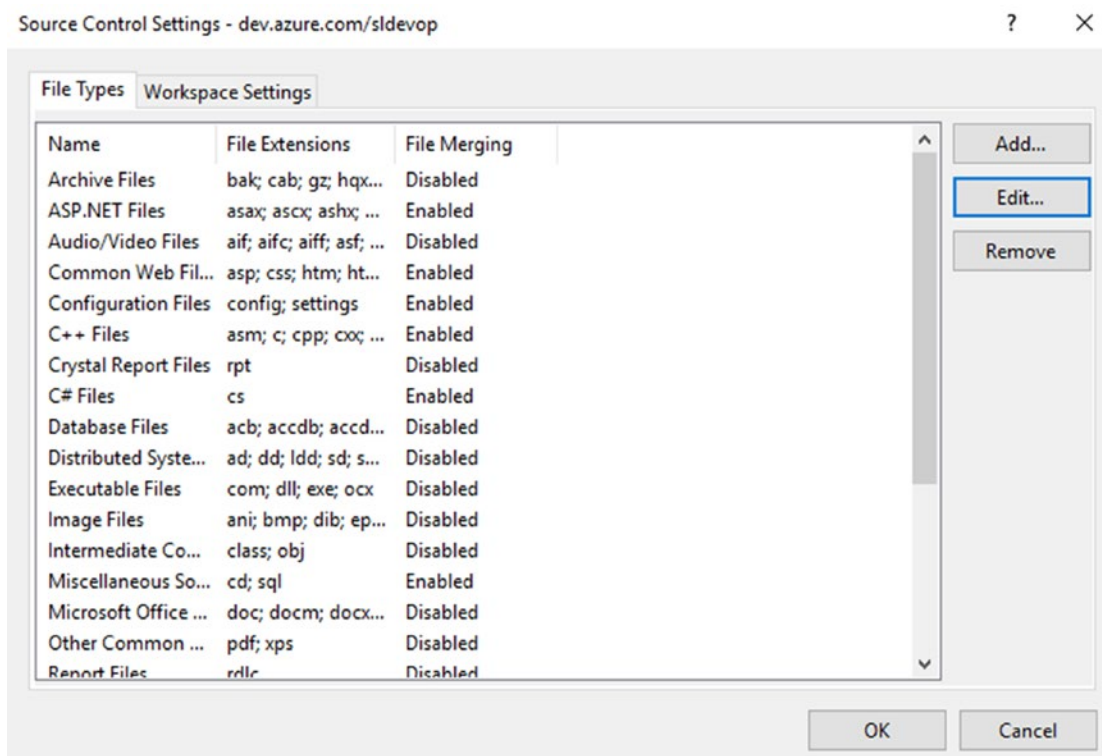 Source Control Settings - dev.azure.com/sldevop ? ×
File Types Workspace Settings
Name File Extensions File Merging
Archive Files bak; cab; gz; hqx... Disabled
ASP.NET Files asax; ascx; ashx; ... Enabled
Audio/Video Files aif; aifc; aiff; asf; ... Disabled
Common Web Fil... asp; css; htm; ht... Enabled
Configuration Files config; settings Enabled
C++ Files asm; c; cpp; cxx; ... Enabled
Crystal Report Files rpt Disabled
C# Files cs Enabled
Database Files acb; accdb; accd... Disabled
Distributed Syste... ad; dd; ldd; sd; s... Disabled
Executable Files com; dll; exe; ocx Disabled
Image Files ani; bmp; dib; ep... Disabled
Intermediate Co... class; obj Disabled
Miscellaneous So... cd; sql Enabled
Microsoft Office ... doc; docm; docx... Disabled
Other Common ... pdf; xps Disabled
Report Files rdlc Disabled
Add...
Edit...
Remove
OK Cancel